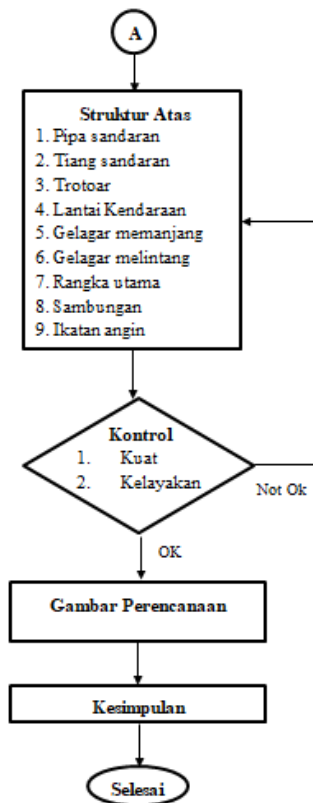 A
Struktur Atas
1. Pipa sandaran
2. Tiang sandaran
3. Trotoar
4. Lantai Kendaraan
5. Gelagar memanjang
6. Gelagar melintang
7. Rangka utama
8. Sambungan
9. Ikatan angin
Kontrol
1. Kuat
2. Kelayakan
Not Ok
OK
Gambar Perencanaan
Kesimpulan
Selesai